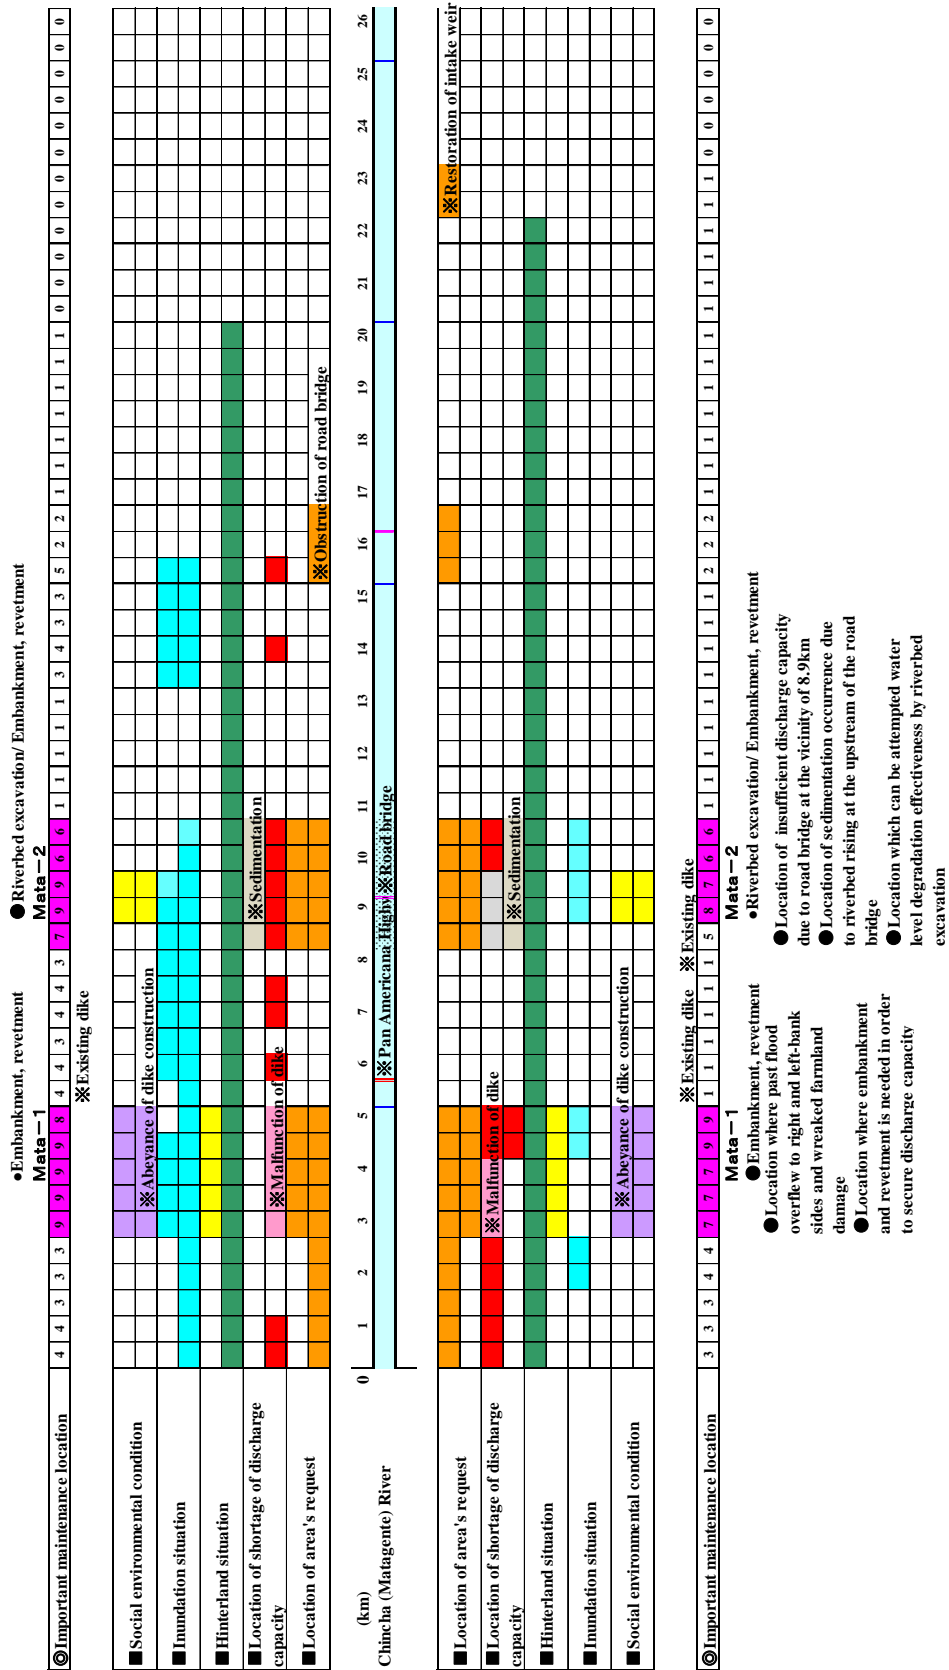 •Embankment, revetment ●Riverbed excavation/ Embankment, revetment
Mata－1 Mata－2
◎Important maintenance location 4 4 3 3 3 9 9 9 9 8 4 4 3 4 4 3 7 9 9 6 6 1 1 1 1 1 3 4 3 3 5 2 2 1 1 1 1 1 1 1 0 0 0 0 0 0 0 0 0 0 0 0
※Existing dike
■Social environmental condition
※Abeyance of dike construction
■Inundation situation
■Hinterland situation
■Location of shortage of discharge
capacity
※Sedimentation
※Malfunction of dike
■Location of area's request
※Obstruction of road bridge
(km) 0 1 2 3 4 5 6 7 8 9 10 11 12 13 14 15 16 17 18 19 20 21 22 23 24 25 26
Chincha (Matagente) River ※Pan Americana Highw ※Road bridge
■Location of area's request
※Restoration of intake weir
■Location of shortage of discharge
capacity
※Malfunction of dike
※Sedimentation
■Hinterland situation
■Inundation situation
■Social environmental condition
※Abeyance of dike construction
※Existing dike ※Existing dike
◎Important maintenance location 3 3 3 4 4 7 7 7 9 9 1 1 1 1 1 1 5 8 7 6 6 1 1 1 1 1 1 1 1 1 2 2 2 1 1 1 1 1 1 1 1 1 1 1 1 1 0 0 0 0 0 0
Mata－1
●Embankment, revetment
●Location where past flood
overflew to right and left-bank
sides and wreaked farmland
damage
●Location where embankment
and revetment is needed in order
to secure discharge capacity
Mata－2
•Riverbed excavation/ Embankment, revetment
●Location of insufficient discharge capacity
due to road bridge at the vicinity of 8.9km
●Location of sedimentation occurrence due
to riverbed rising at the upstream of the road
bridge
●Location which can be attempted water
level degradation effectiveness by riverbed
excavation